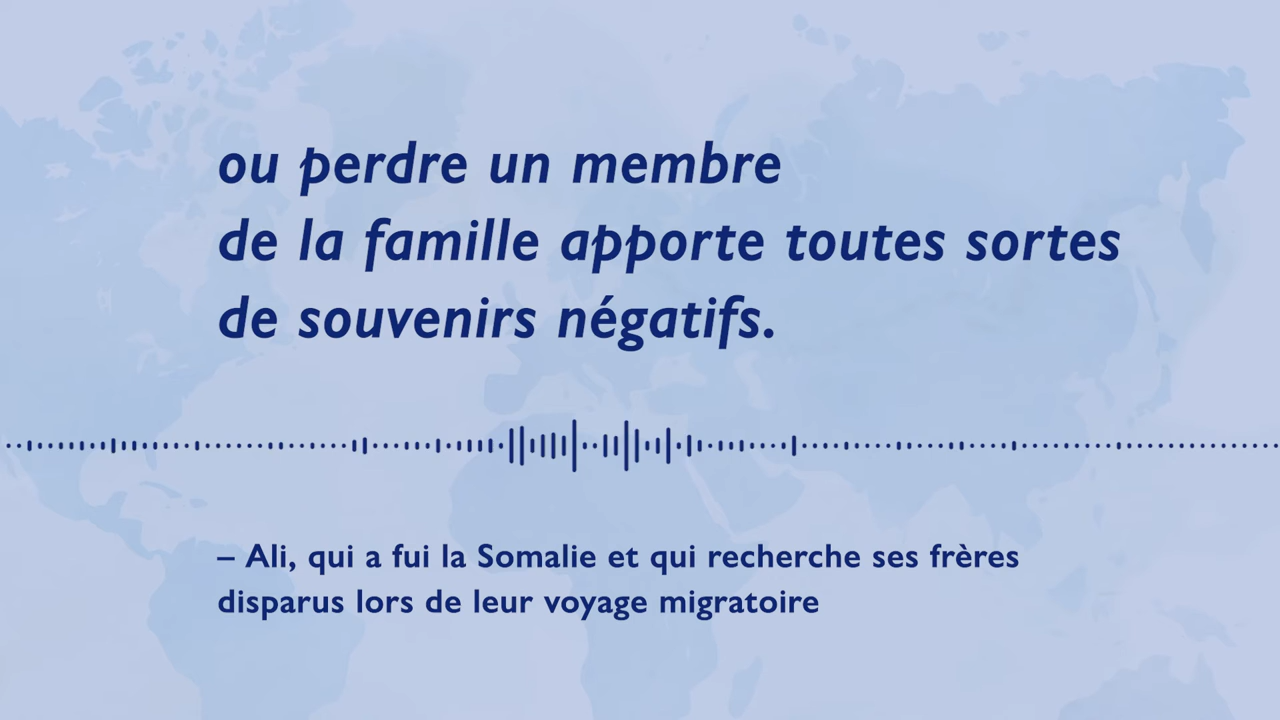 ou perdre un membre
de la famille apporte toutes sortes
de souvenirs négatifs.
– Ali, qui a fui la Somalie et qui recherche ses frères
disparus lors de leur voyage migratoire